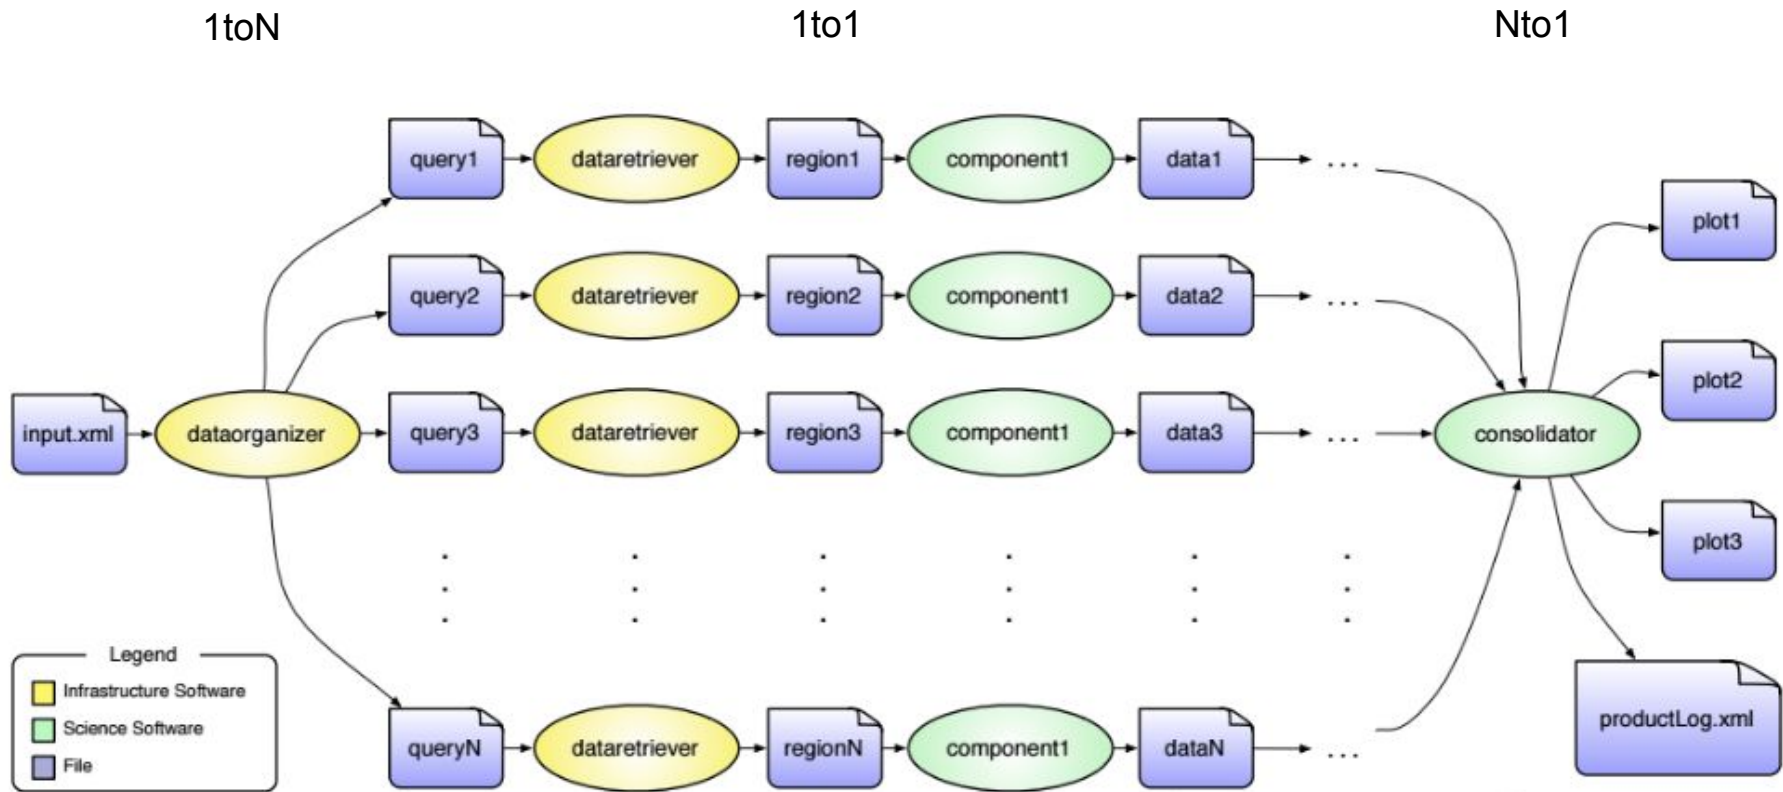 1toN 1to1 Nto1
query1 dataretriever region1 component1 data1 ...
plot1
query2 dataretriever region2 component1 data2 ...
plot2
input.xml dataorganizer query3 dataretriever region3 component1 data3 ... consolidator
plot3
Legend
Infrastructure Software
Science Software
File
productLog.xml
queryN dataretriever regionN component1 dataN ...